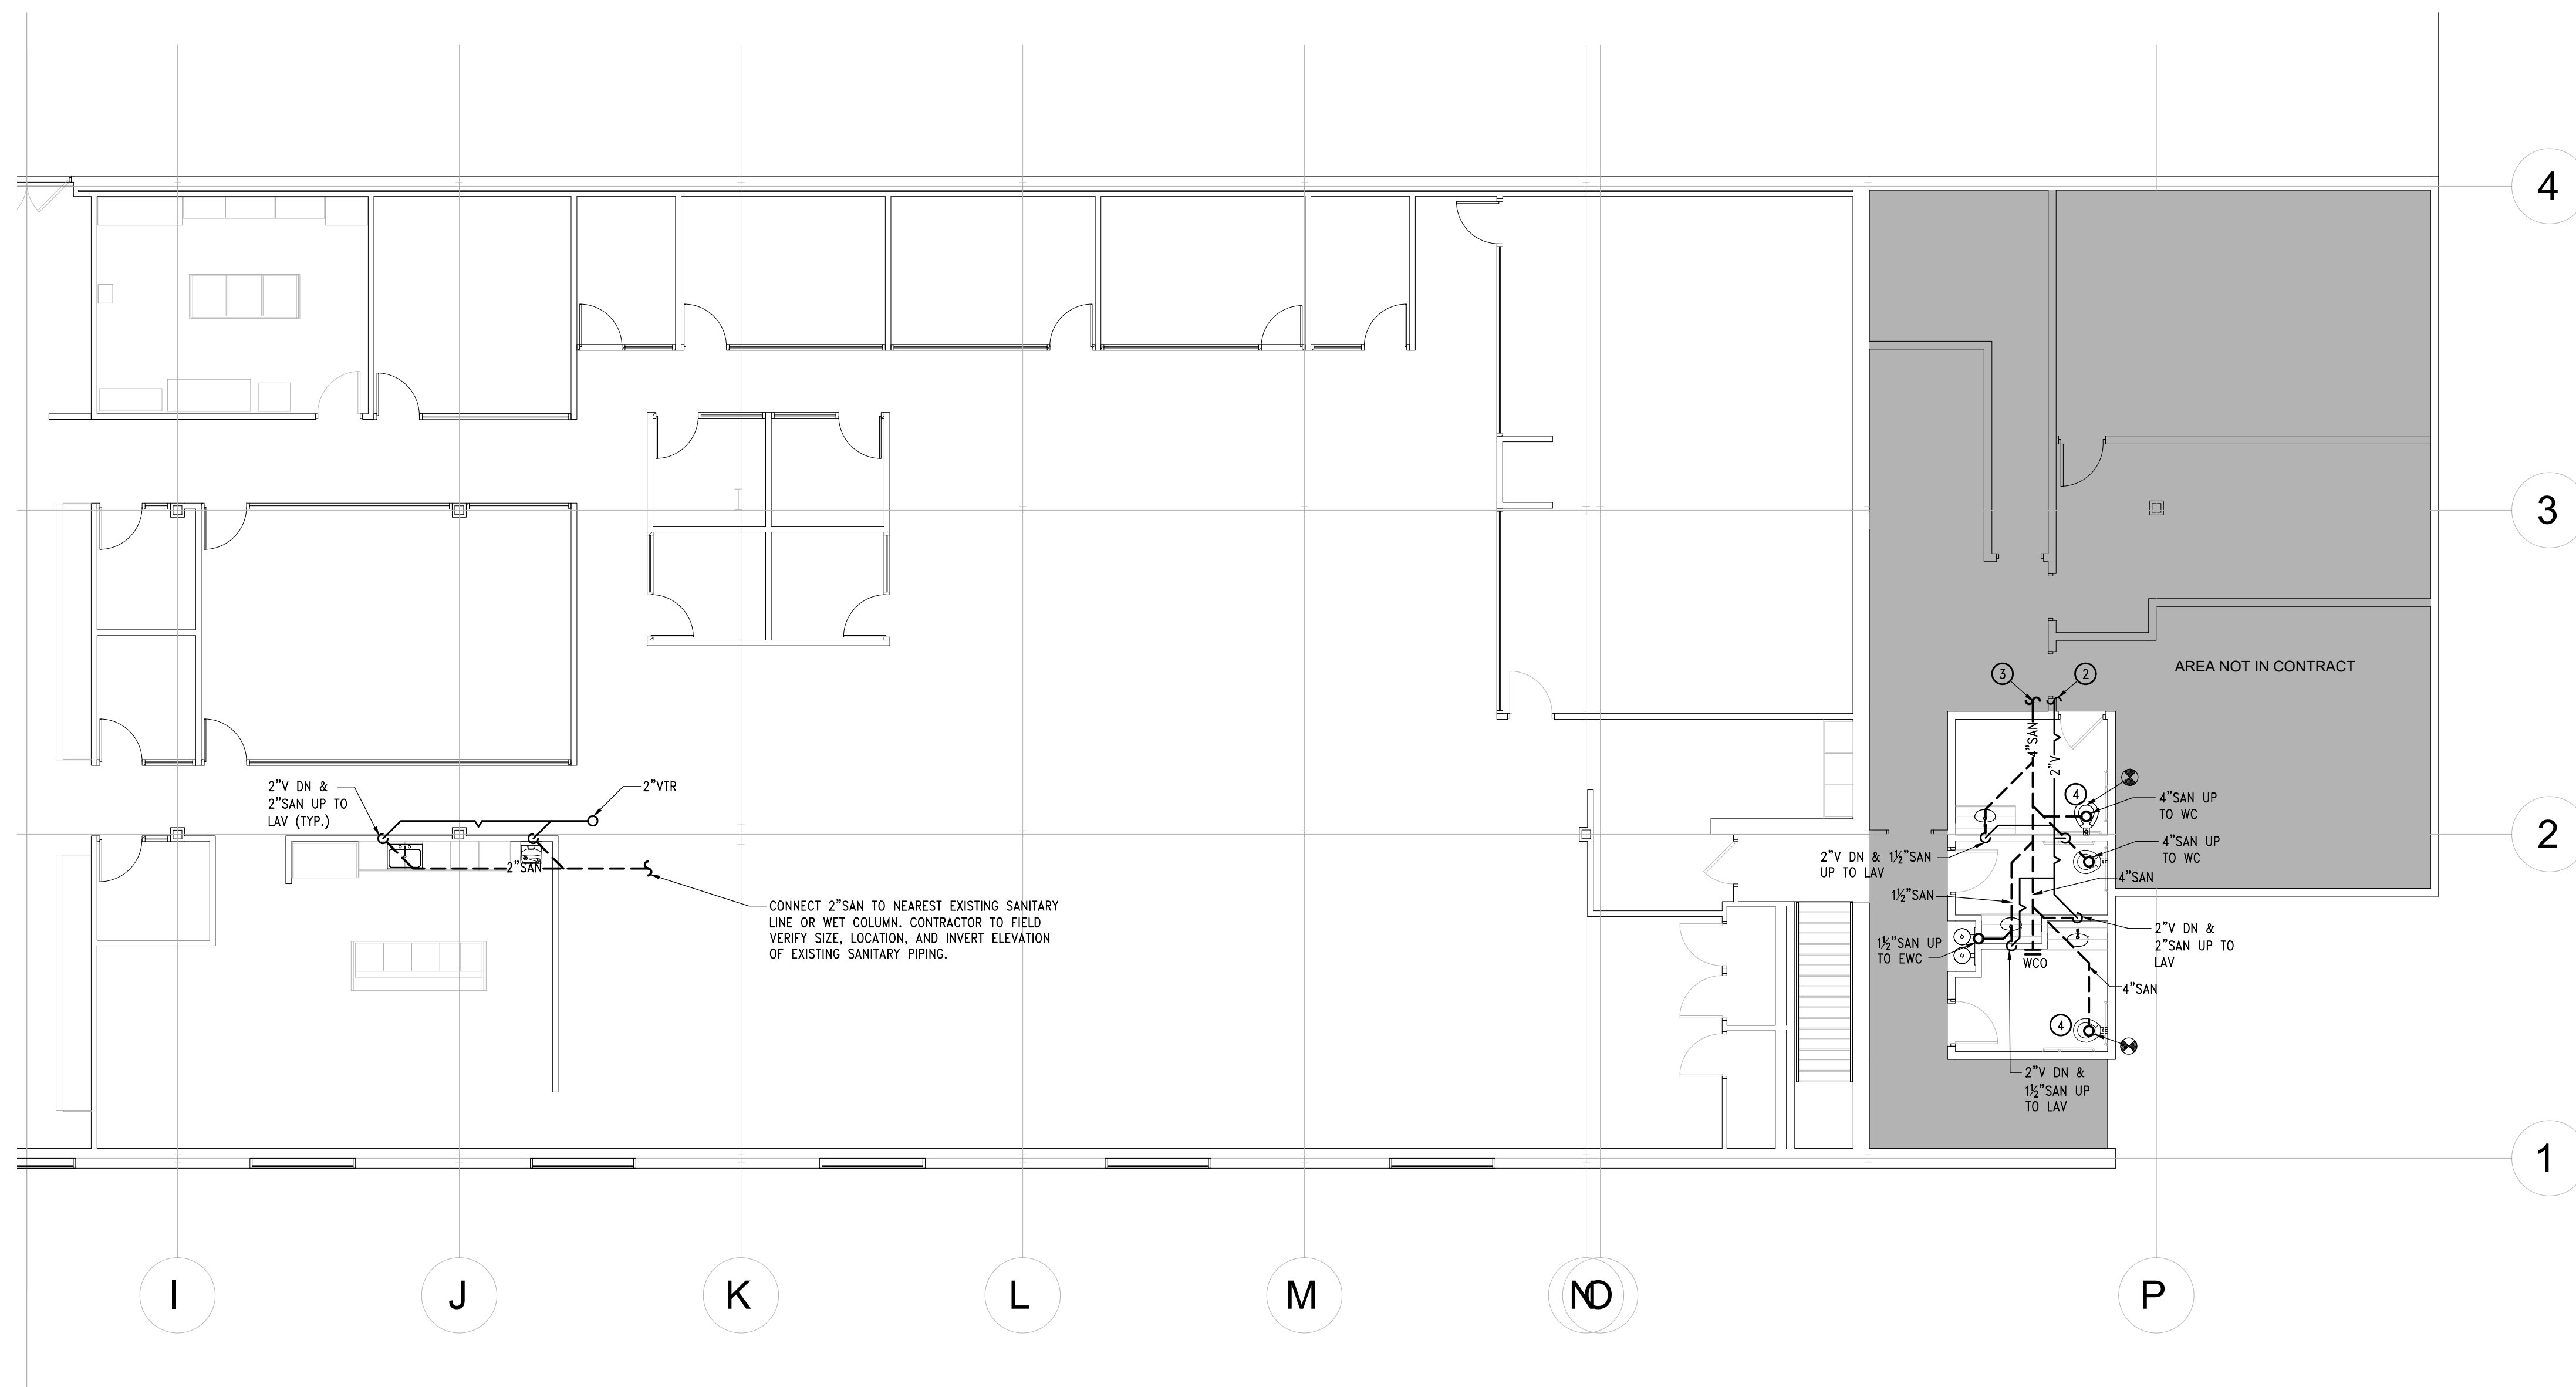 4
3
AREA NOT IN CONTRACT
3
2
4"SAN
2"V
2"V DN &
2"SAN UP TO
LAV (TYP.)
2"VTR
4
4"SAN UP
TO WC
2
4"SAN UP
TO WC
2"V DN & 1½"SAN
UP TO LAV
2"SAN
4"SAN
1½"SAN
CONNECT 2"SAN TO NEAREST EXISTING SANITARY
LINE OR WET COLUMN. CONTRACTOR TO FIELD
VERIFY SIZE, LOCATION, AND INVERT ELEVATION
OF EXISTING SANITARY PIPING.
2"V DN &
2"SAN UP TO
LAV
1½"SAN UP
TO EWC
WCO
4"SAN
4
2"V DN &
1½"SAN UP
TO LAV
1
I
J
K
L
M
N
O
P